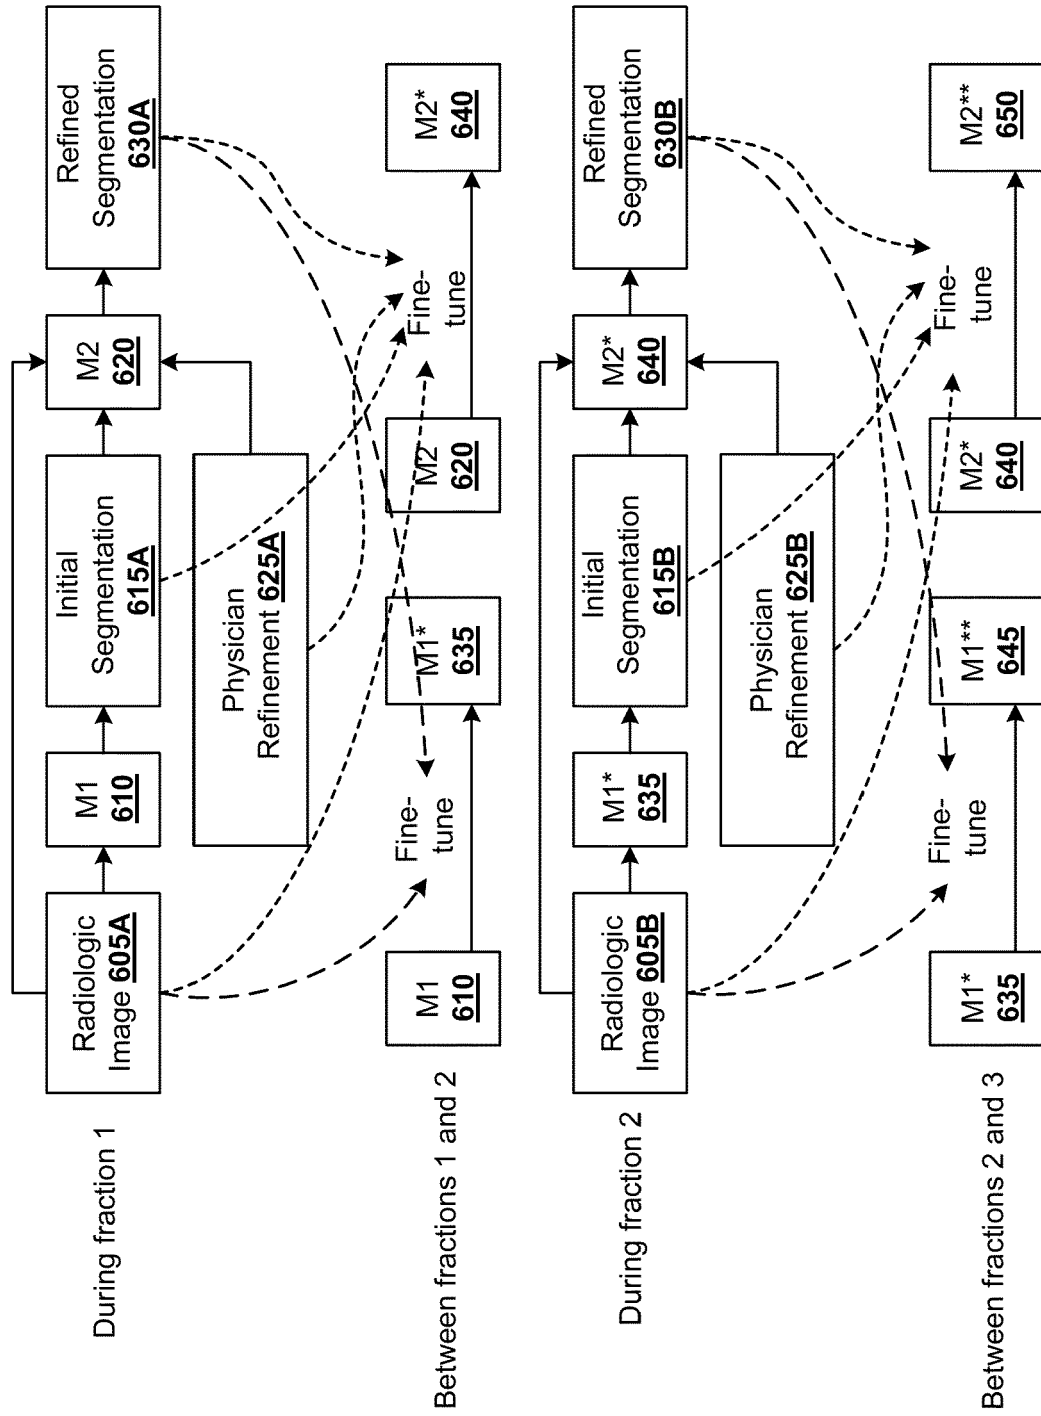 During fraction 1
Radiologic
Image 605A
M1
610
Initial
Segmentation
615A
M2
620
Refined
Segmentation
630A
Physician
Refinement 625A
Between fractions 1 and 2
M1
610
Fine-
tune
M1*
635
M2
620
Fine-
tune
M2*
640
During fraction 2
Radiologic
Image 605B
M1*
635
Initial
Segmentation
615B
M2*
640
Refined
Segmentation
630B
Physician
Refinement 625B
Between fractions 2 and 3
M1*
635
Fine-
tune
M1**
645
M2*
640
Fine-
tune
M2**
650